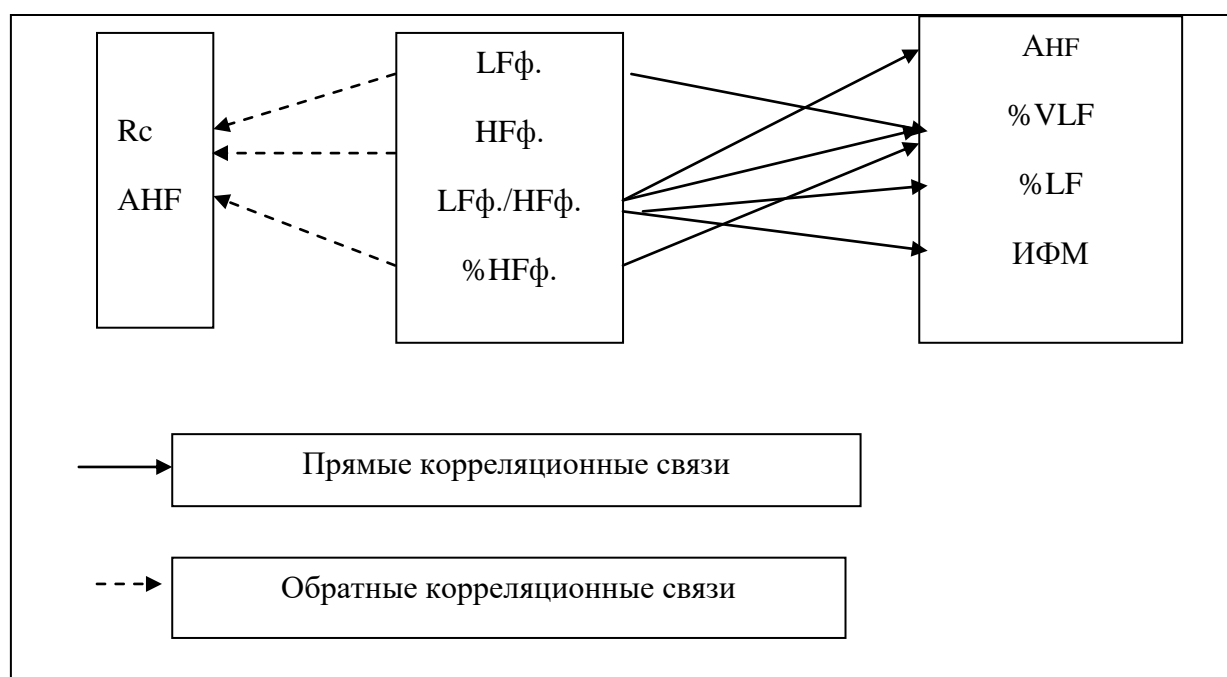 Rc
AHF
LFф.
HFф.
LFф./HFф.
%HFф.
AHF
%VLF
%LF
ИФМ
Прямые корреляционные связи
Обратные корреляционные связи